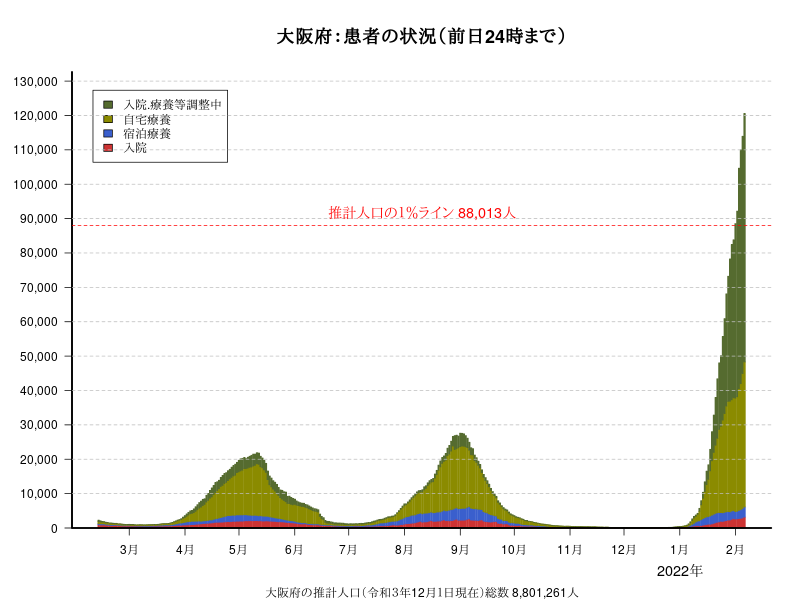 大阪府：患者の状況（前日24時まで）
130,000
120,000
110,000
100,000
90,000
80,000
70,000
60,000
50,000
40,000
30,000
20,000
10,000
0
入院.療養等調整中
自宅療養
宿泊療養
入院
推計人口の1%ライン 88,013人
3月 4月 5月 6月 7月 8月 9月 10月 11月 12月 1月 2月
2022年
大阪府の推計人口（令和3年12月1日現在）総数 8,801,261人